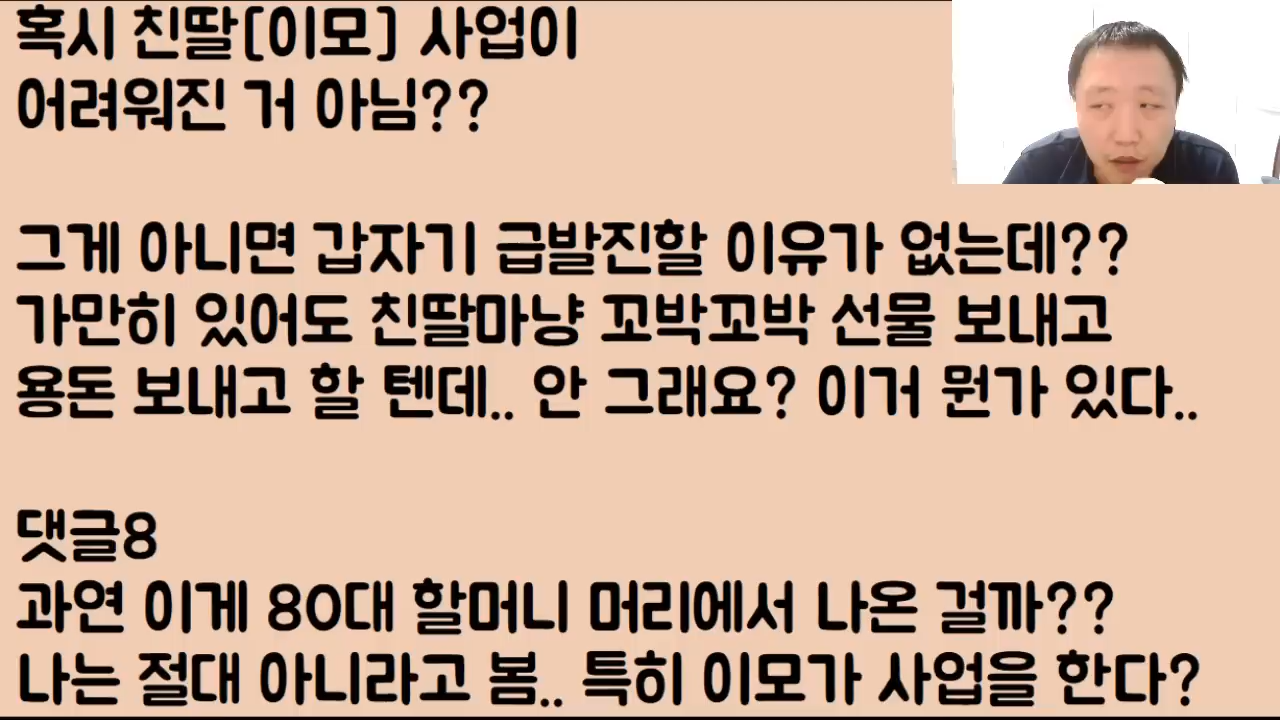 혹시 친딸[이모] 사업이
어려워진 거 아님??
그게 아니면 갑자기 급발진할 이유가 없는데??
가만히 있어도 친딸마냥 꼬박꼬박 선물 보내고
용돈 보내고 할 텐데.. 안 그래요? 이거 뭔가 있다..
댓글8
과연 이게 80대 할머니 머리에서 나온 걸까??
나는 절대 아니라고 봄.. 특히 이모가 사업을 한다?